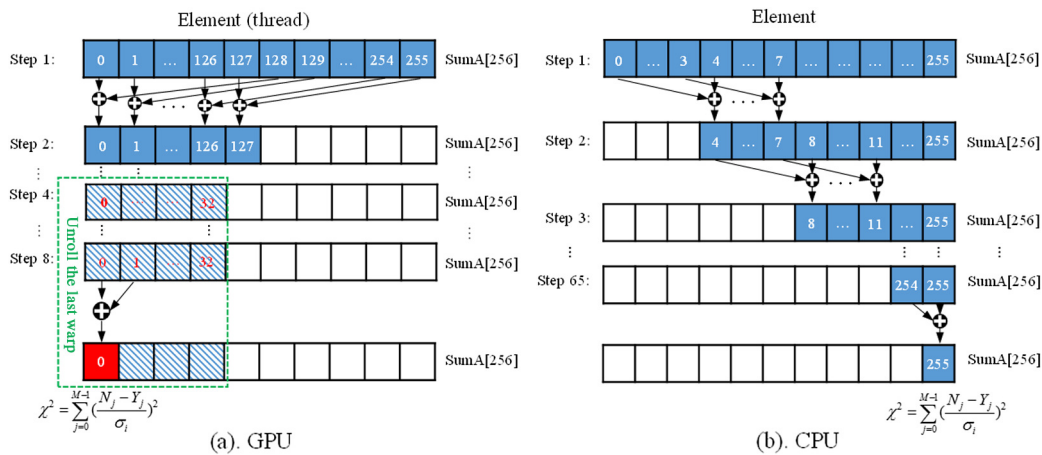 Element (thread)
Step 1: 0 1 ... 126 127 128 129 ... 254 255 SumA[256]
...
Step 2: 0 1 ... 126 127 SumA[256]
Step 4: 0 ... ... 32 SumA[256]
Step 8: 0 1 ... 32 SumA[256]
Unroll the last warp
0 SumA[256]
χ² = ∑_{j=0}^{M-1} ((N_j − Y_j)/σ_i)²
(a). GPU
Element
Step 1: 0 ... 3 4 ... 7 ... ... ... ... 255 SumA[256]
...
Step 2: 4 ... 7 8 ... 11 ... 255 SumA[256]
...
Step 3: 8 ... 11 ... 255 SumA[256]
Step 65: 254 255 SumA[256]
255 SumA[256]
χ² = ∑_{j=0}^{M-1} ((N_j − Y_j)/σ_i)²
(b). CPU